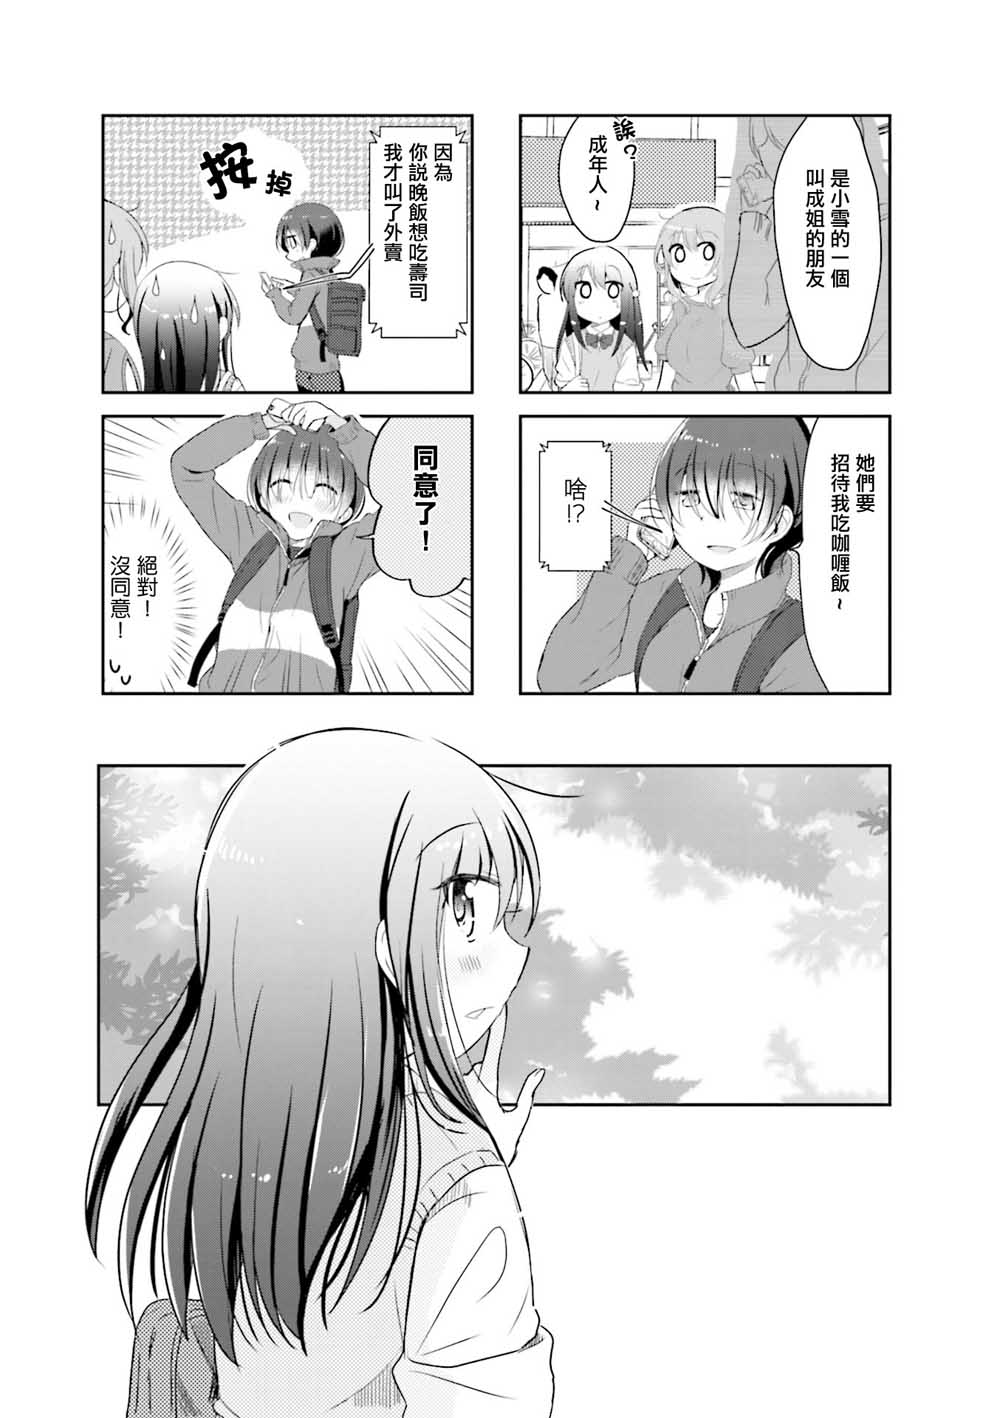 是小雪的一個
叫成姐的朋友
誒？
成年人~
她們要
招待我吃咖喱飯~
啥!?
因為
你說晚飯想吃壽司
我才叫了外賣
按掉
同意了！
絕對！
沒同意！